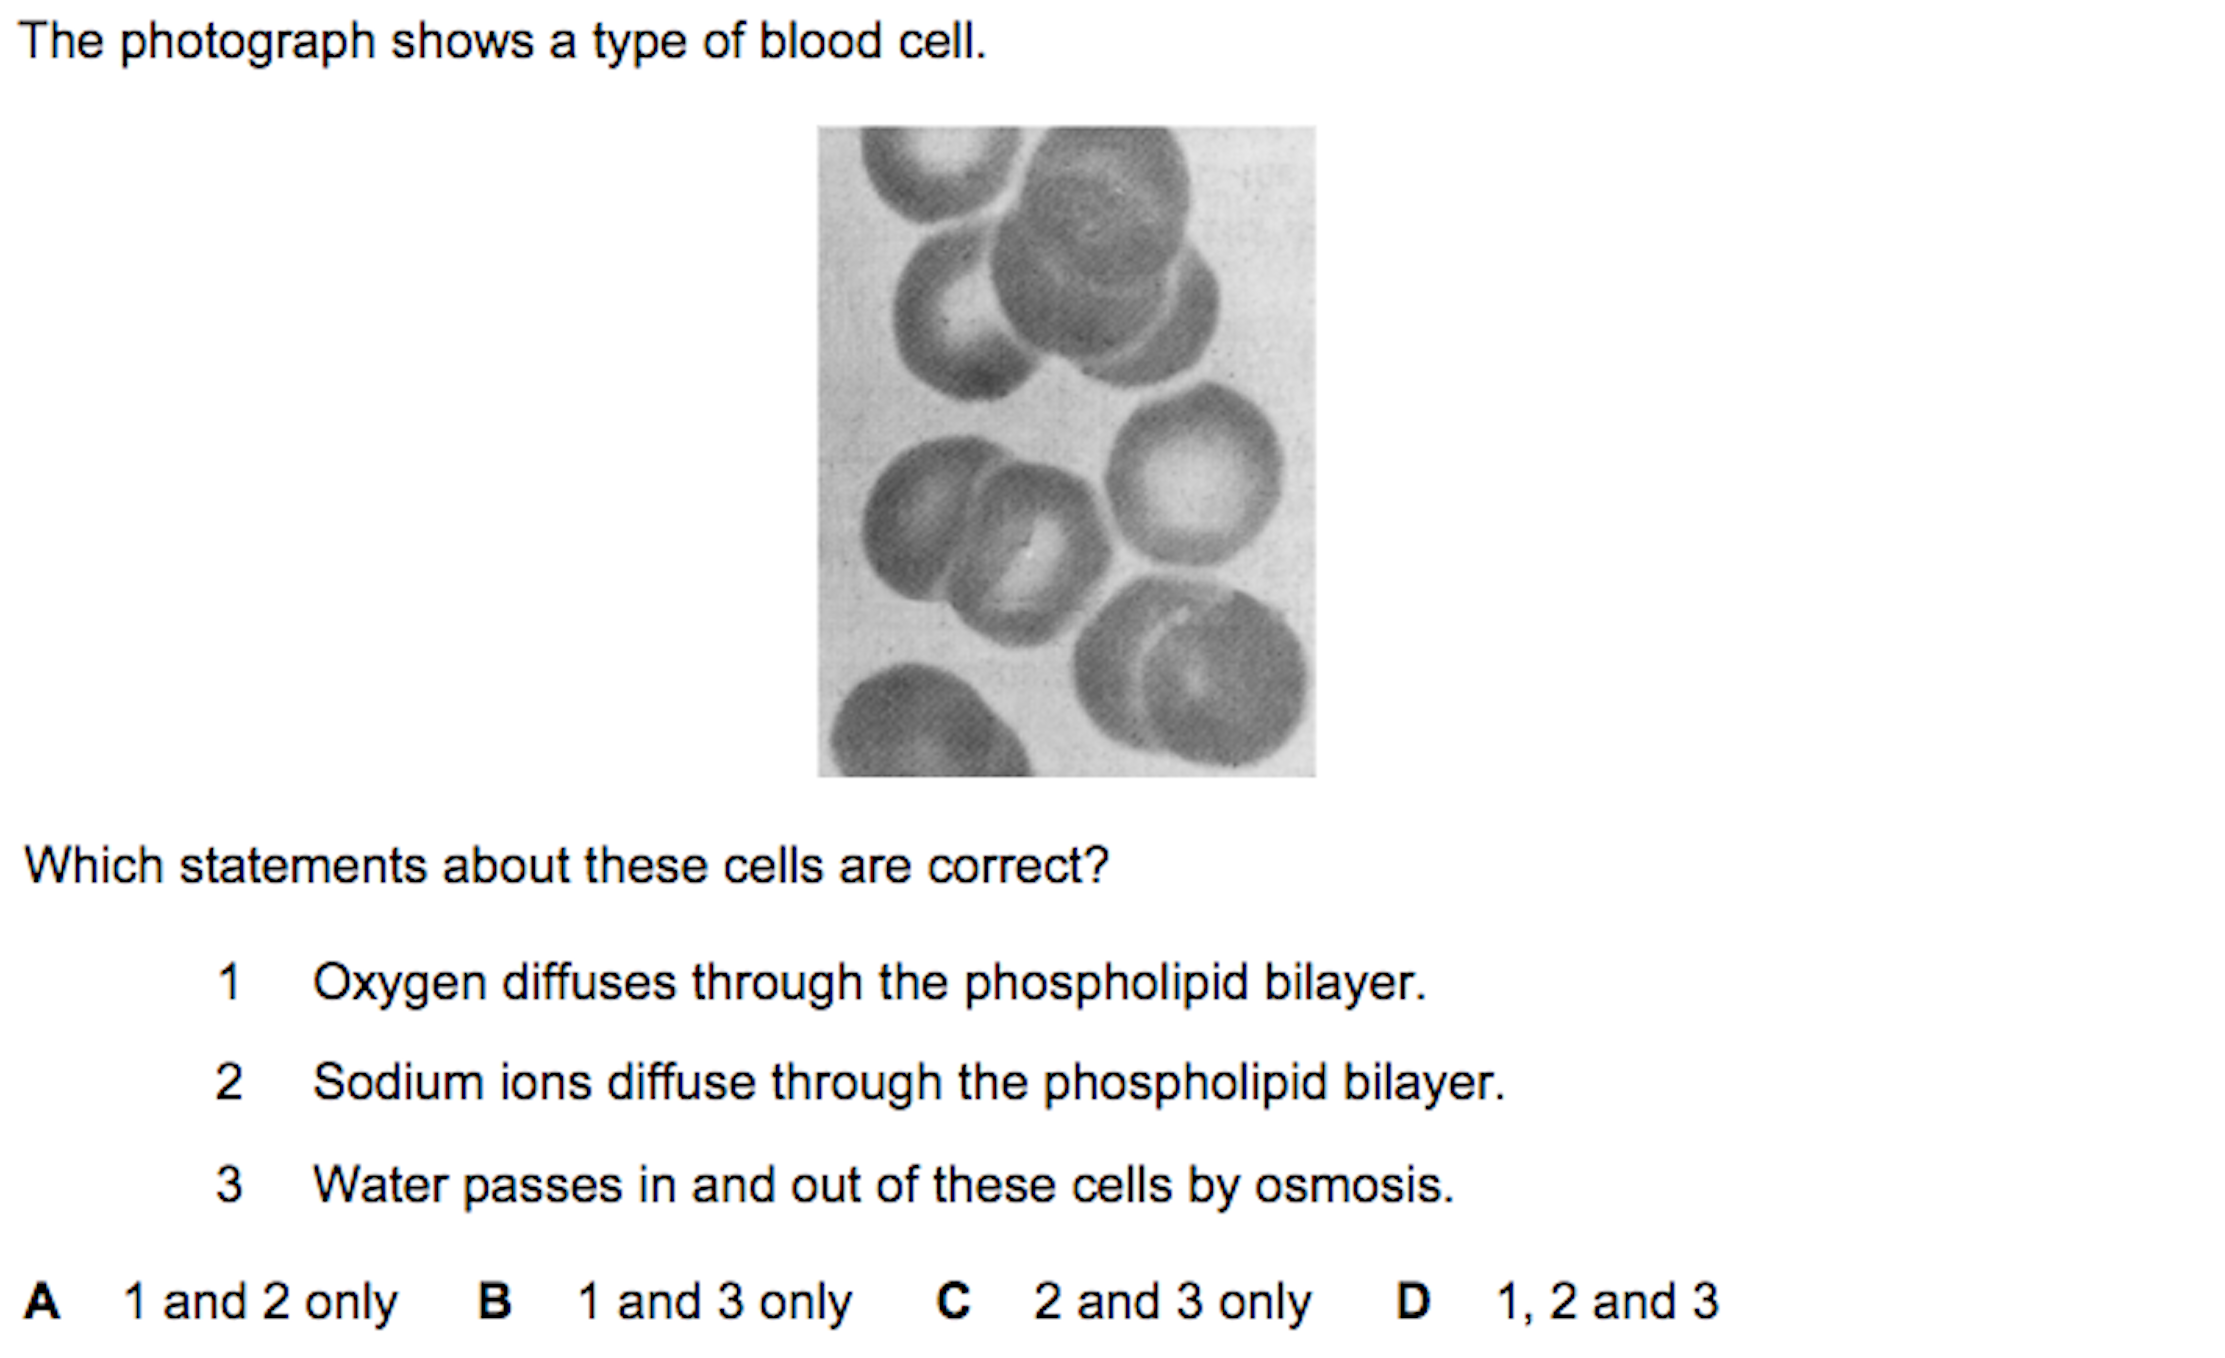 The photograph shows a type of blood cell.
Which statements about these cells are correct?
1 Oxygen diffuses through the phospholipid bilayer.
2 Sodium ions diffuse through the phospholipid bilayer.
3 Water passes in and out of these cells by osmosis.
A 1 and 2 only B 1 and 3 only C 2 and 3 only D 1, 2 and 3